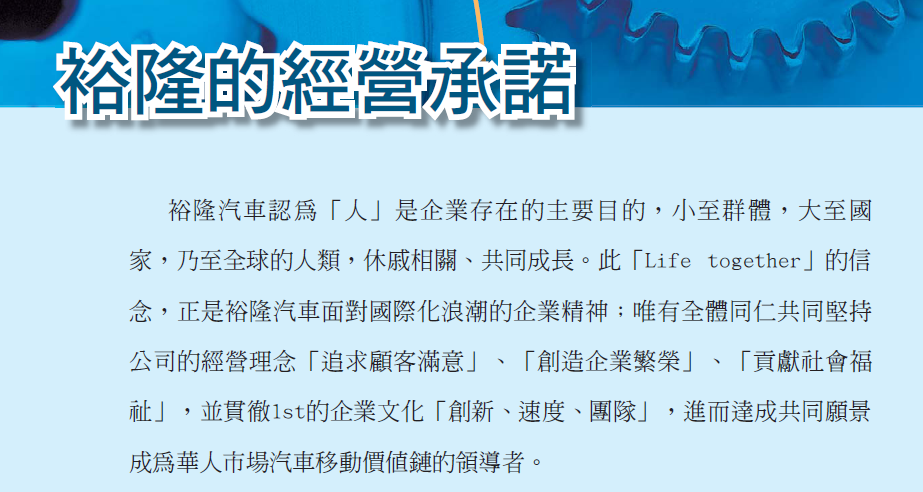 裕隆的經營承諾
裕隆汽車認爲「人」是企業存在的主要目的，小至群體，大至國
家，乃至全球的人類，休戚相關、共同成長。此「Life together」的信
念，正是裕隆汽車面對國際化浪潮的企業精神；唯有全體同仁共同堅持
公司的經營理念「追求顧客滿意」、「創造企業繁榮」、「貢獻社會福
祉」，並貫徹1st的企業文化「創新、速度、團隊」，進而達成共同願景
成爲華人市場汽車移動價值鏈的領導者。